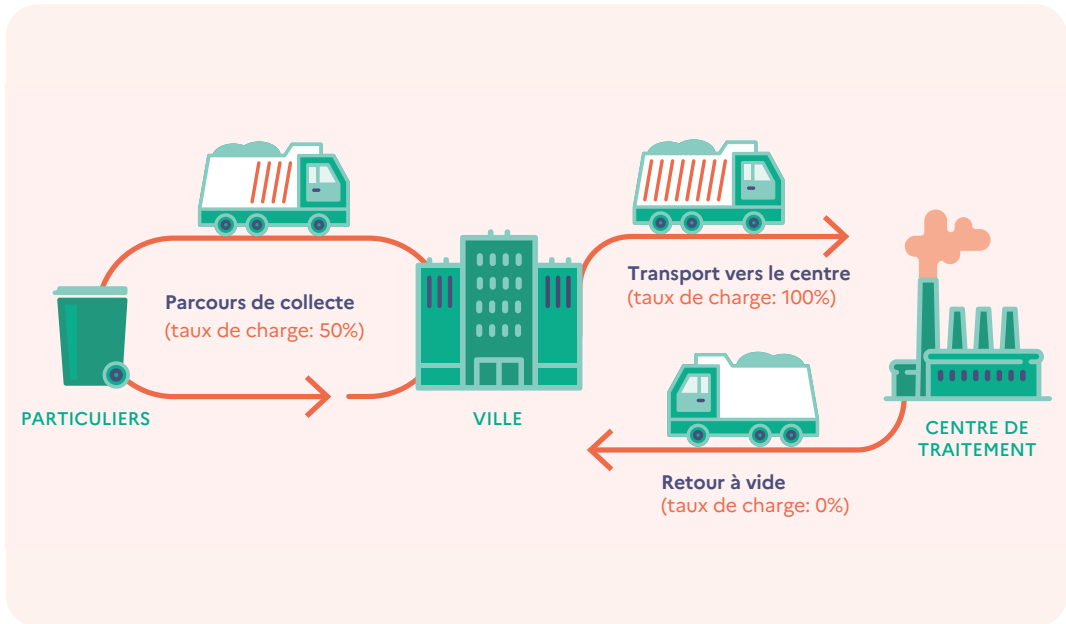 Parcours de collecte
(taux de charge: 50%)
PARTICULIERS
VILLE
Transport vers le centre
(taux de charge: 100%)
CENTRE DE
TRAITEMENT
Retour à vide
(taux de charge: 0%)